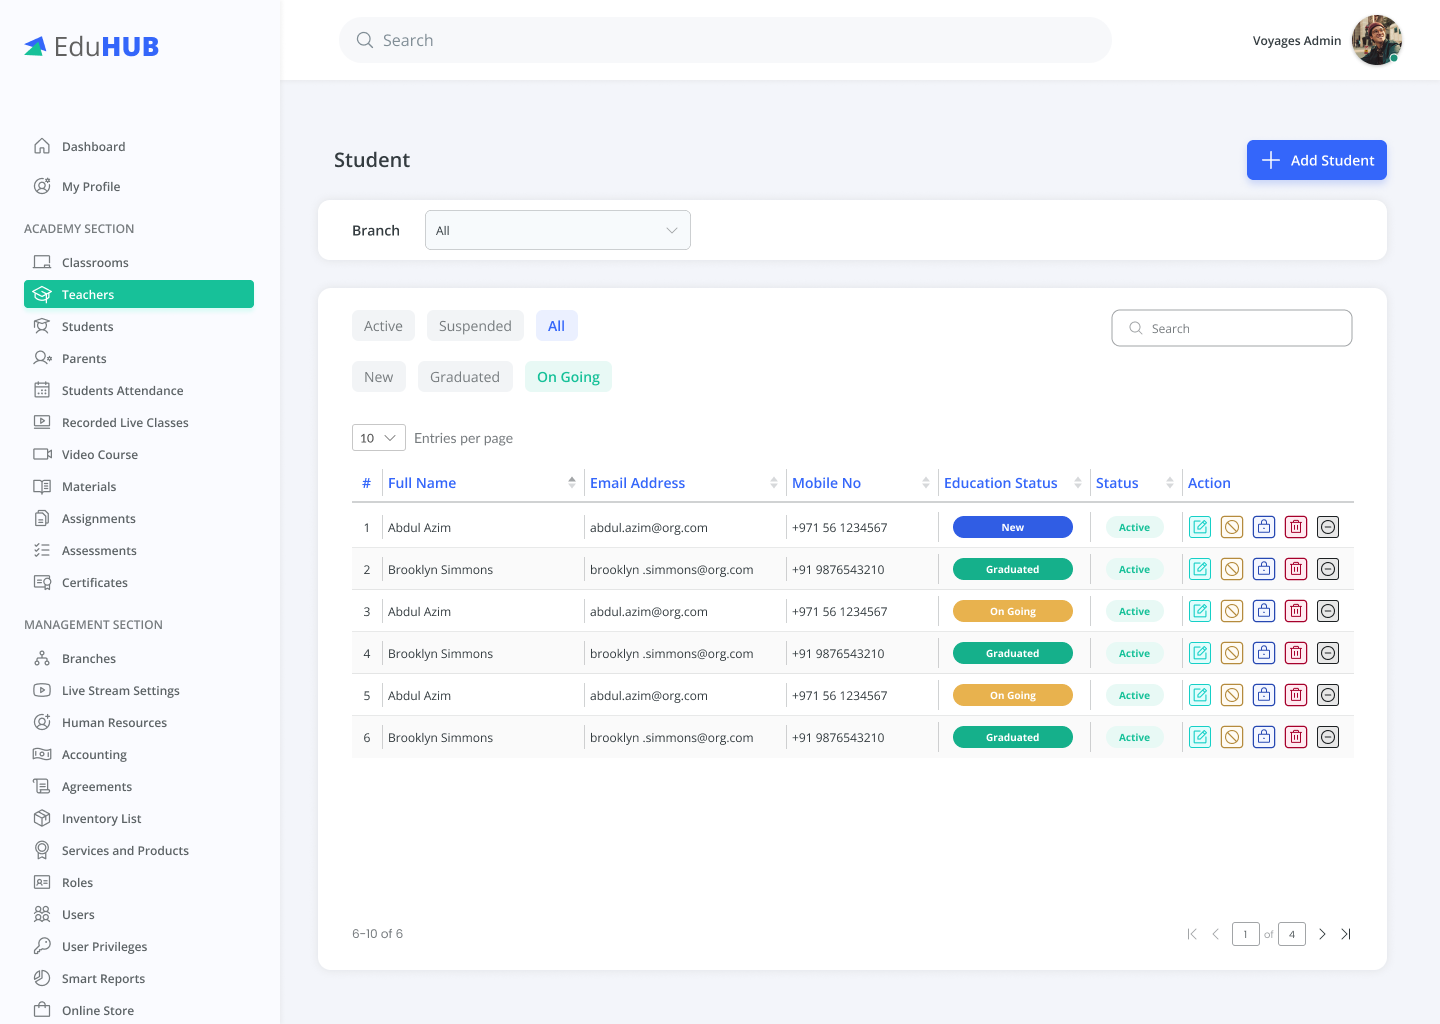 EduHUB
Search
Voyages Admin
Dashboard
My Profile
ACADEMY SECTION
Classrooms
Teachers
Students
Parents
Students Attendance
Recorded Live Classes
Video Course
Materials
Assignments
Assessments
Certificates
MANAGEMENT SECTION
Branches
Live Stream Settings
Human Resources
Accounting
Agreements
Inventory List
Services and Products
Roles
Users
User Privileges
Smart Reports
Online Store
Student
Add Student
Branch All
Active Suspended All
Search
New Graduated On Going
10 Entries per page
# Full Name Email Address Mobile No Education Status Status Action
1 Abdul Azim abdul.azim@org.com +971 56 1234567 New Active
2 Brooklyn Simmons brooklyn .simmons@org.com +91 9876543210 Graduated Active
3 Abdul Azim abdul.azim@org.com +971 56 1234567 On Going Active
4 Brooklyn Simmons brooklyn .simmons@org.com +91 9876543210 Graduated Active
5 Abdul Azim abdul.azim@org.com +971 56 1234567 On Going Active
6 Brooklyn Simmons brooklyn .simmons@org.com +91 9876543210 Graduated Active
6-10 of 6
1 of 4